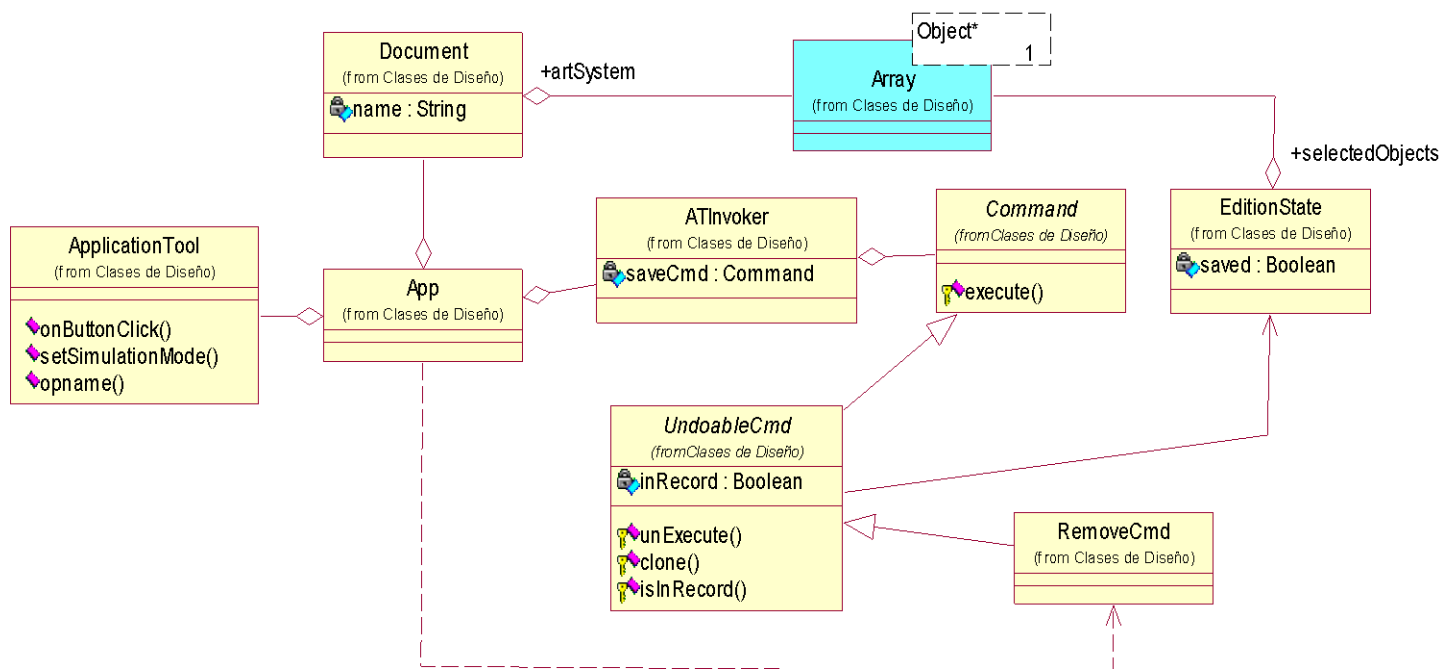 Document
(from Clases de Diseño)
name : String
+artSystem
Object*
1
Array
(from Clases de Diseño)
+selectedObjects
ApplicationTool
(from Clases de Diseño)
onButtonClick()
setSimulationMode()
opname()
App
(from Clases de Diseño)
ATInvoker
(from Clases de Diseño)
saveCmd : Command
Command
(fromClases de Diseño)
execute()
EditionState
(from Clases de Diseño)
saved : Boolean
UndoableCmd
(fromClases de Diseño)
inRecord : Boolean
unExecute()
clone()
isInRecord()
RemoveCmd
(from Clases de Diseño)